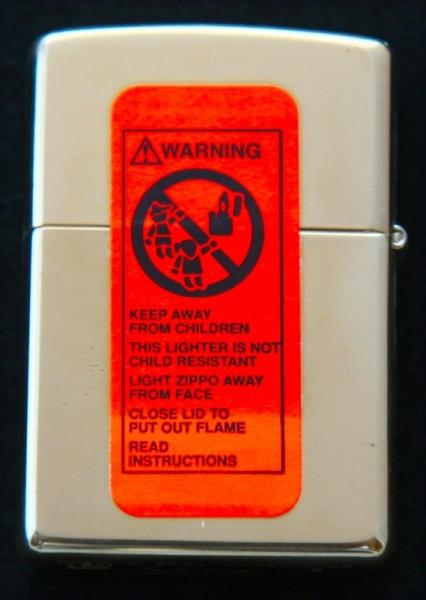 WARNING
KEEP AWAY
FROM CHILDREN
THIS LIGHTER IS NOT
CHILD RESISTANT
LIGHT ZIPPO AWAY
FROM FACE
CLOSE LID TO
PUT OUT FLAME
READ
INSTRUCTIONS